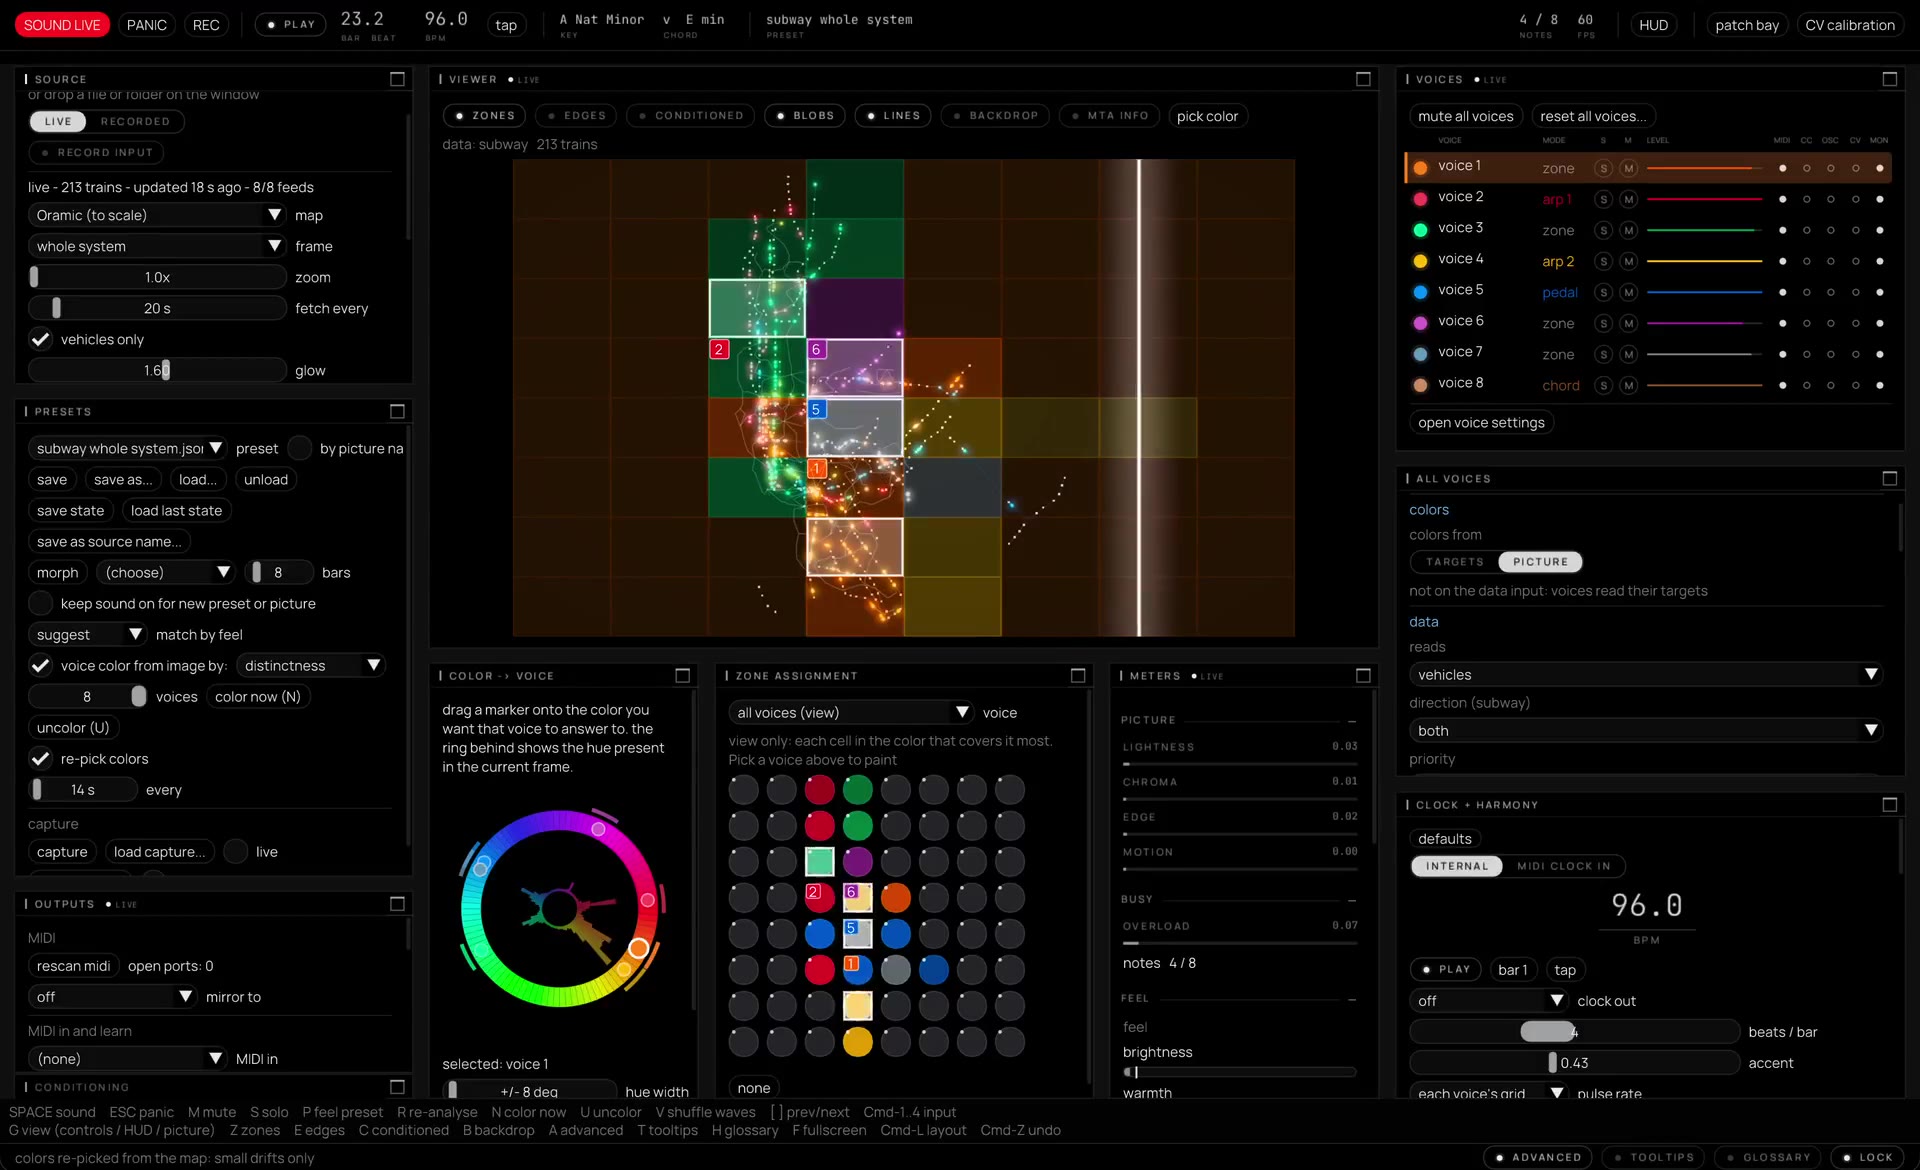 SOUND LIVE PANIC REC PLAY 23.2 96.0 tap A Nat Minor v E min subway whole system 4 / 8 60 HUD patch bay CV calibration
BAR BEAT BPM KEY CHORD PRESET NOTES FPS
SOURCE
or drop a file or folder on the window
LIVE RECORDED
RECORD INPUT
live - 213 trains - updated 18 s ago - 8/8 feeds
Oramic (to scale) map
whole system frame
1.0x zoom
20 s fetch every
vehicles only
1.60 glow
PRESETS
subway whole system.json preset by picture na
save save as... load... unload
save state load last state
save as source name...
morph (choose) 8 bars
keep sound on for new preset or picture
suggest match by feel
voice color from image by: distinctness
8 voices color now (N)
uncolor (U)
re-pick colors
14 s every
capture
capture load capture... live
OUTPUTS LIVE
MIDI
rescan midi open ports: 0
off mirror to
MIDI in and learn
(none) MIDI in
CONDITIONING
VIEWER LIVE
ZONES EDGES CONDITIONED BLOBS LINES BACKDROP MTA INFO pick color
data: subway 213 trains
2
6
5
1
COLOR -> VOICE
drag a marker onto the color you
want that voice to answer to. the
ring behind shows the hue present
in the current frame.
selected: voice 1
+/- 8 deg hue width
ZONE ASSIGNMENT
all voices (view) voice
view only: each cell in the color that covers it most.
Pick a voice above to paint
2 6
5
1
none
METERS LIVE
PICTURE
LIGHTNESS 0.03
CHROMA 0.01
EDGE 0.02
MOTION 0.00
BUSY
OVERLOAD 0.07
notes 4 / 8
FEEL
feel
brightness
warmth
VOICES LIVE
mute all voices reset all voices...
VOICE MODE S M LEVEL MIDI CC OSC CV MON
voice 1 zone S M
voice 2 arp 1 S M
voice 3 zone S M
voice 4 arp 2 S M
voice 5 pedal S M
voice 6 zone S M
voice 7 zone S M
voice 8 chord S M
open voice settings
ALL VOICES
colors
colors from
TARGETS PICTURE
not on the data input: voices read their targets
data
reads
vehicles
direction (subway)
both
priority
CLOCK + HARMONY
defaults
INTERNAL MIDI CLOCK IN
96.0
BPM
PLAY bar 1 tap
off clock out
4 beats / bar
0.43 accent
each voice's grid pulse rate
SPACE sound ESC panic M mute S solo P feel preset R re-analyse N color now U uncolor V shuffle waves [ ] prev/next Cmd-1..4 input
G view (controls / HUD / picture) Z zones E edges C conditioned B backdrop A advanced T tooltips H glossary F fullscreen Cmd-L layout Cmd-Z undo
colors re-picked from the map: small drifts only
ADVANCED TOOLTIPS GLOSSARY LOCK